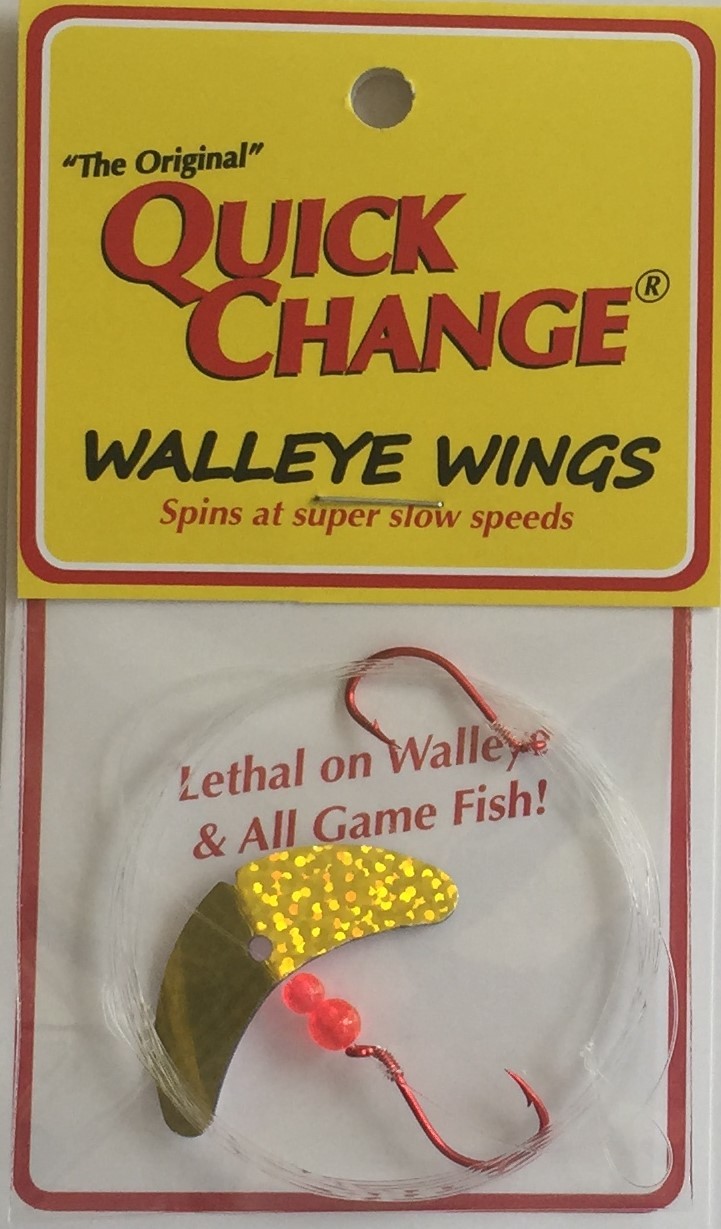 "The Original"
QUICK
CHANGE®
WALLEYE WINGS
Spins at super slow speeds
Lethal on Walleye
& All Game Fish!